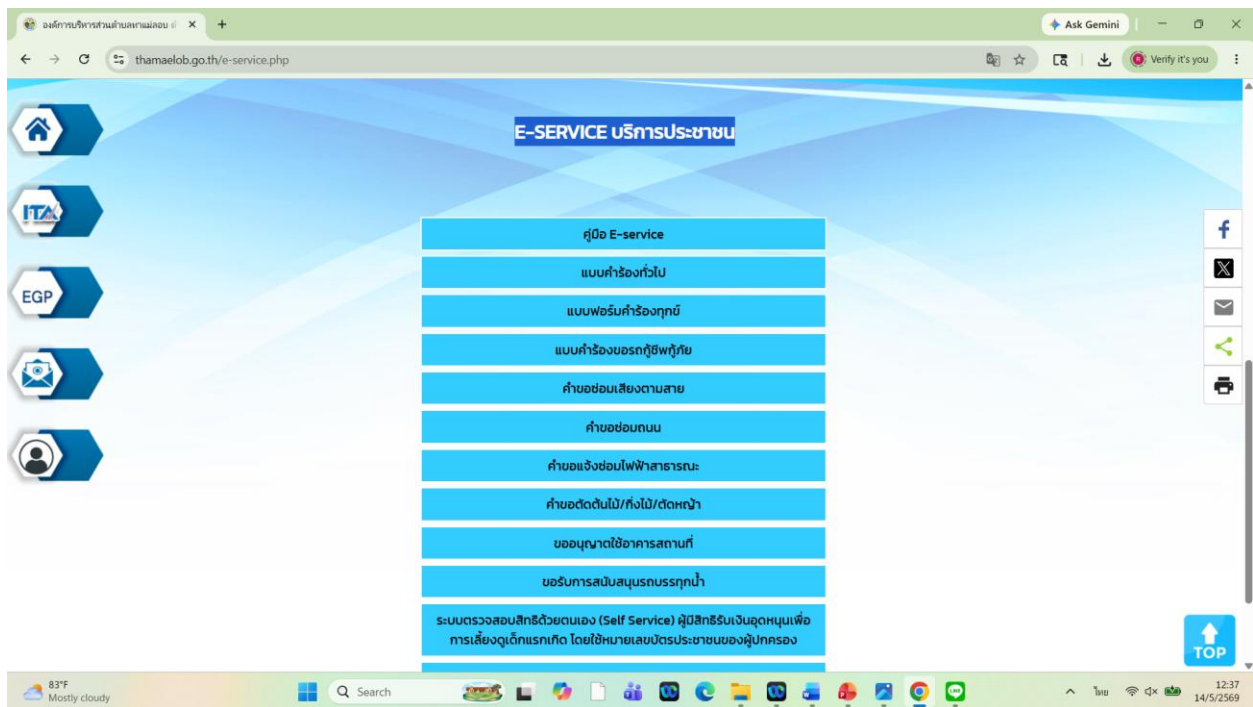 องค์การบริหารส่วนตำบลทาแม่ลอบ อำ
Ask Gemini
thamaelob.go.th/e-service.php
Verify it's you
E-SERVICE บริการประชาชน
ITA
EGP
คู่มือ E-service
แบบคำร้องทั่วไป
แบบฟอร์มคำร้องทุกข์
แบบคำร้องขอรถกู้ชีพกู้ภัย
คำขอซ่อมเสียงตามสาย
คำขอซ่อมถนน
คำขอแจ้งซ่อมไฟฟ้าสาธารณะ
คำขอตัดต้นไม้/กิ่งไม้/ตัดหญ้า
ขออนุญาตใช้อาคารสถานที่
ขอรับการสนับสนุนรถบรรทุกน้ำ
ระบบตรวจสอบสิทธิด้วยตนเอง (Self Service) ผู้มีสิทธิรับเงินอุดหนุนเพื่อ
การเลี้ยงดูเด็กแรกเกิด โดยใช้หมายเลขบัตรประชาชนของผู้ปกครอง
TOP
83°F
Mostly cloudy
Search
ไทย
12:37
14/5/2569